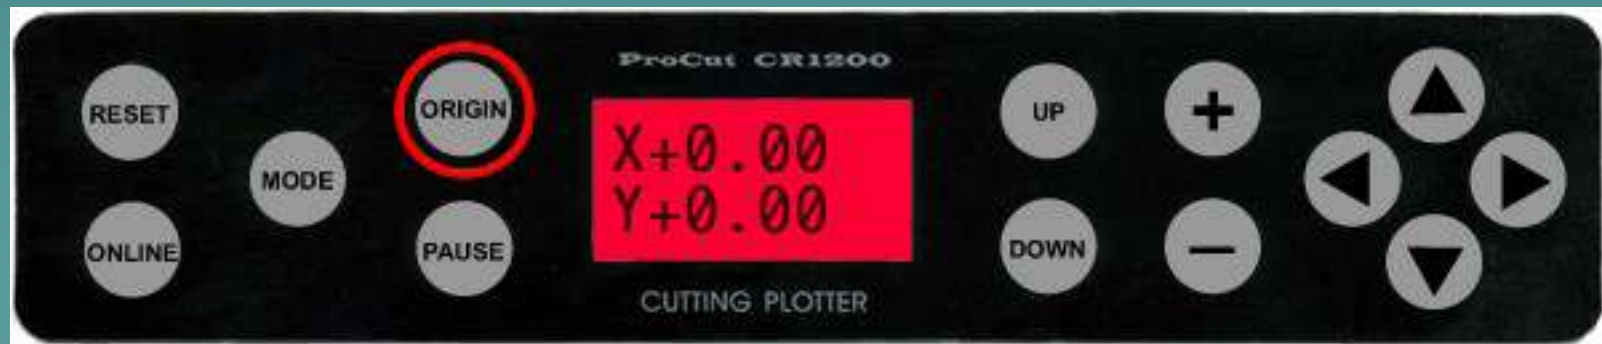 RESET
ONLINE
MODE
ORIGIN
PAUSE
ProCut CR1200
X+0.00
Y+0.00
CUTTING PLOTTER
UP
DOWN
+
−